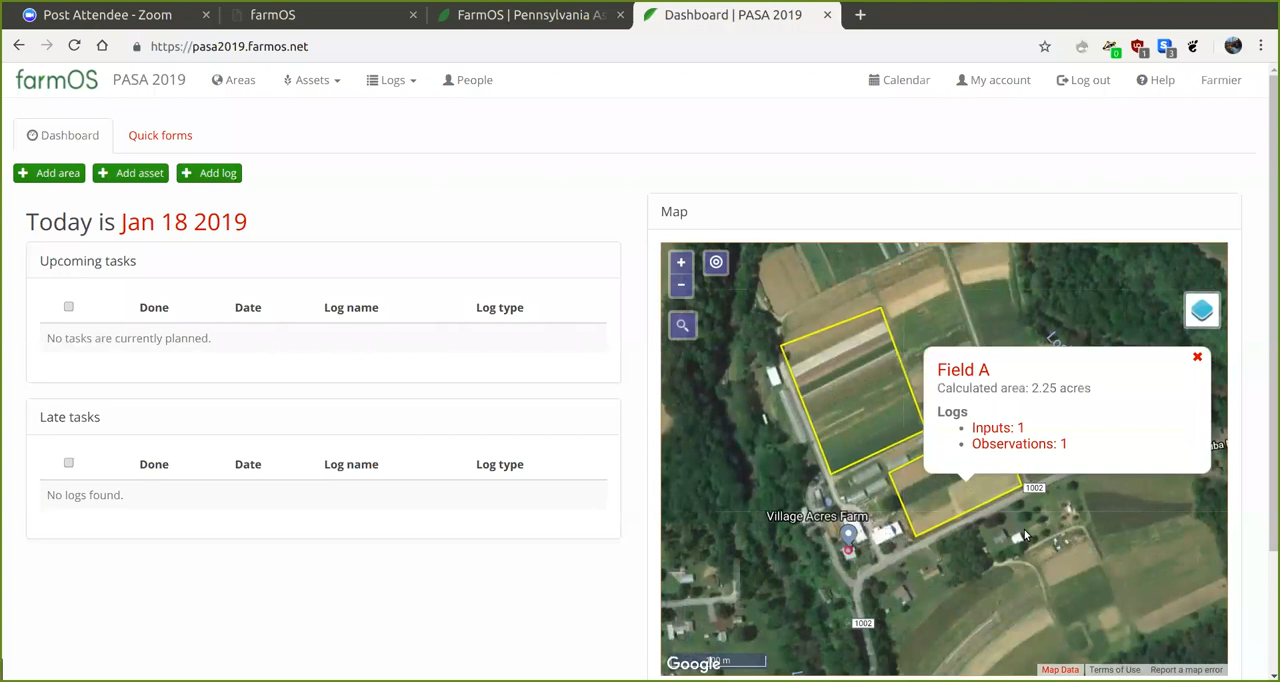 Post Attendee - Zoom
farmOS
FarmOS | Pennsylvania As
Dashboard | PASA 2019
https://pasa2019.farmos.net
0
1
3
farmOS
PASA 2019
Areas
Assets
Logs
People
Calendar
My account
Log out
Help
Farmier
Dashboard
Quick forms
Add area
Add asset
Add log
Today is Jan 18 2019
Upcoming tasks
Done Date Log name Log type
No tasks are currently planned.
Late tasks
Done Date Log name Log type
No logs found.
Map
+
−
Field A
Calculated area: 2.25 acres
Logs
Inputs: 1
Observations: 1
1002
Village Acres Farm
1002
Google
Map Data
Terms of Use
Report a map error